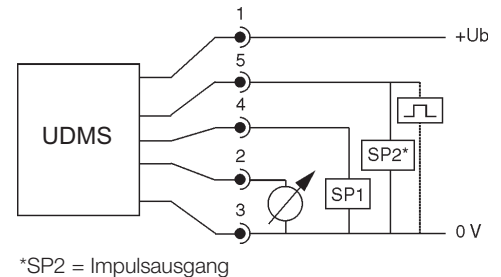 1
+Ub
5
4
UDMS
SP2*
2
SP1
3
0 V
*SP2 = Impulsausgang